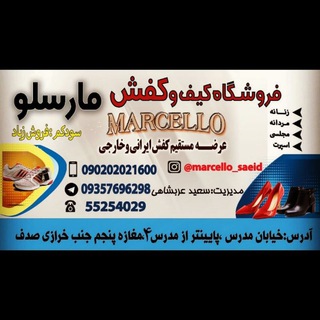 فروشگاه کیف و کفش مارسلو
زنانه
مردانه
مجلسی
اسپرت
سود کم ؛ فروش زیاد
MARCELLO
عرضه مستقیم کفش ایرانی و خارجی
090202021600
@marcello_saeid
09357696298
مدیریت: سعید عربشاهی
55254029
آدرس: خیابان مدرس ،پایینتر از مدرس۴،مغازه پنجم جنب خرازی صدف